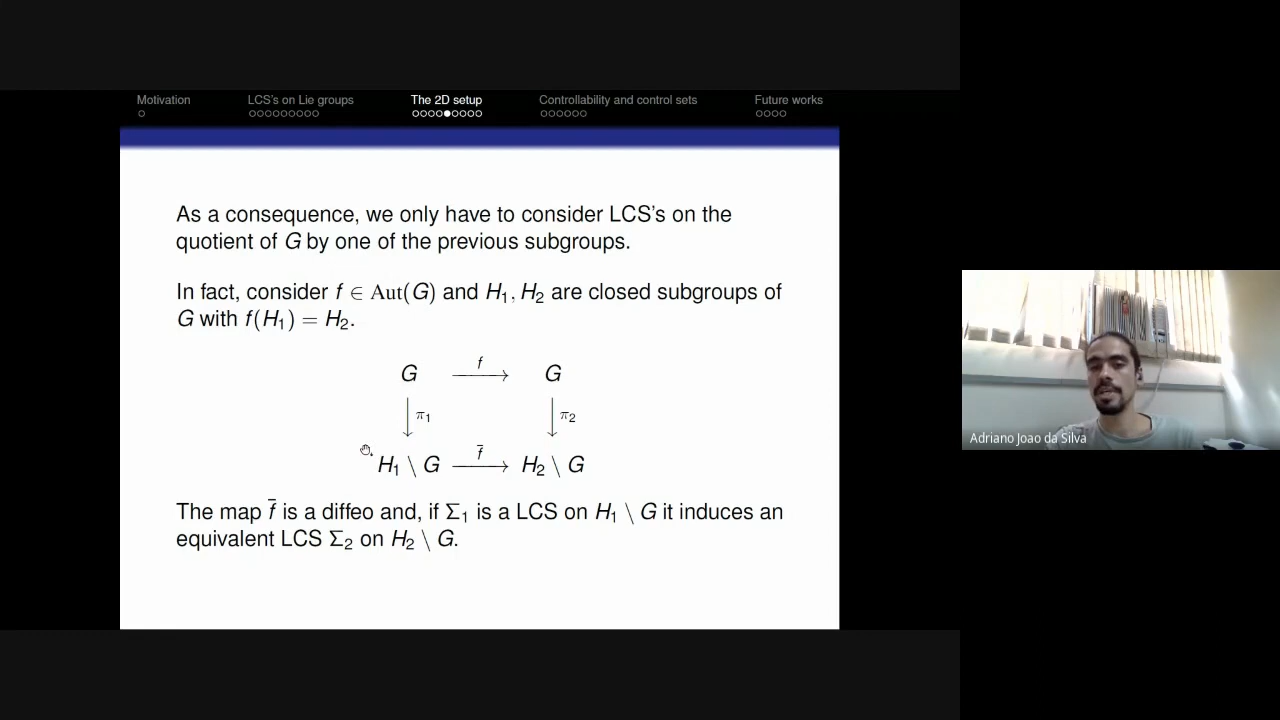 Motivation LCS's on Lie groups The 2D setup Controllability and control sets Future works
As a consequence, we only have to consider LCS's on the
quotient of G by one of the previous subgroups.
In fact, consider f ∈ Aut(G) and H₁, H₂ are closed subgroups of
G with f(H₁) = H₂.
G f G
π₁ π₂
H₁ \ G f̄ H₂ \ G
The map f̄ is a diffeo and, if Σ₁ is a LCS on H₁ \ G it induces an
equivalent LCS Σ₂ on H₂ \ G.
Adriano Joao da Silva